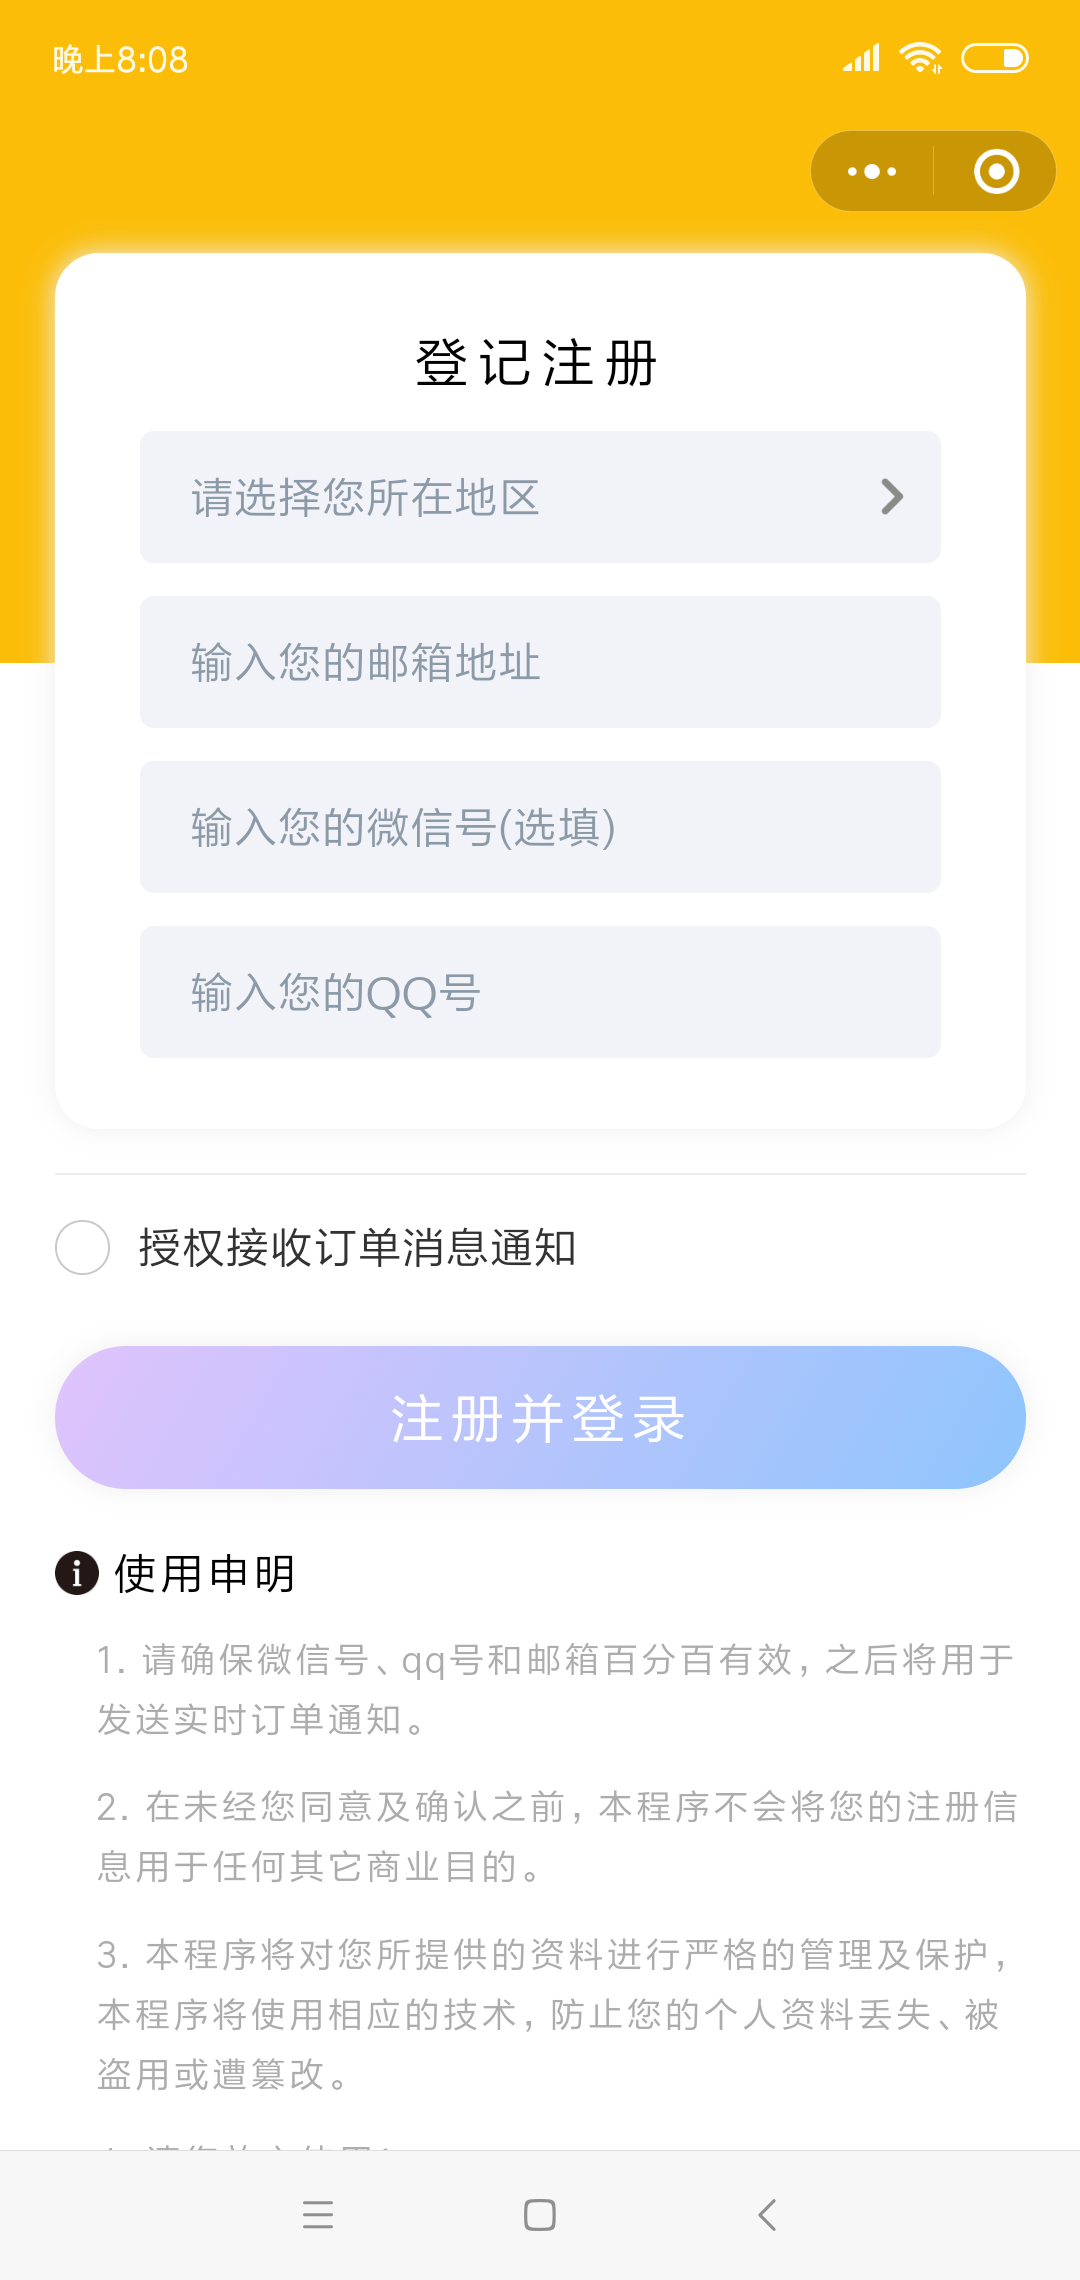 晚上8:08
登记注册
请选择您所在地区
输入您的邮箱地址
输入您的微信号(选填)
输入您的QQ号
授权接收订单消息通知
注册并登录
使用申明
1. 请确保微信号、qq号和邮箱百分百有效，之后将用于
发送实时订单通知。
2. 在未经您同意及确认之前，本程序不会将您的注册信
息用于任何其它商业目的。
3. 本程序将对您所提供的资料进行严格的管理及保护，
本程序将使用相应的技术，防止您的个人资料丢失、被
盗用或遭篡改。